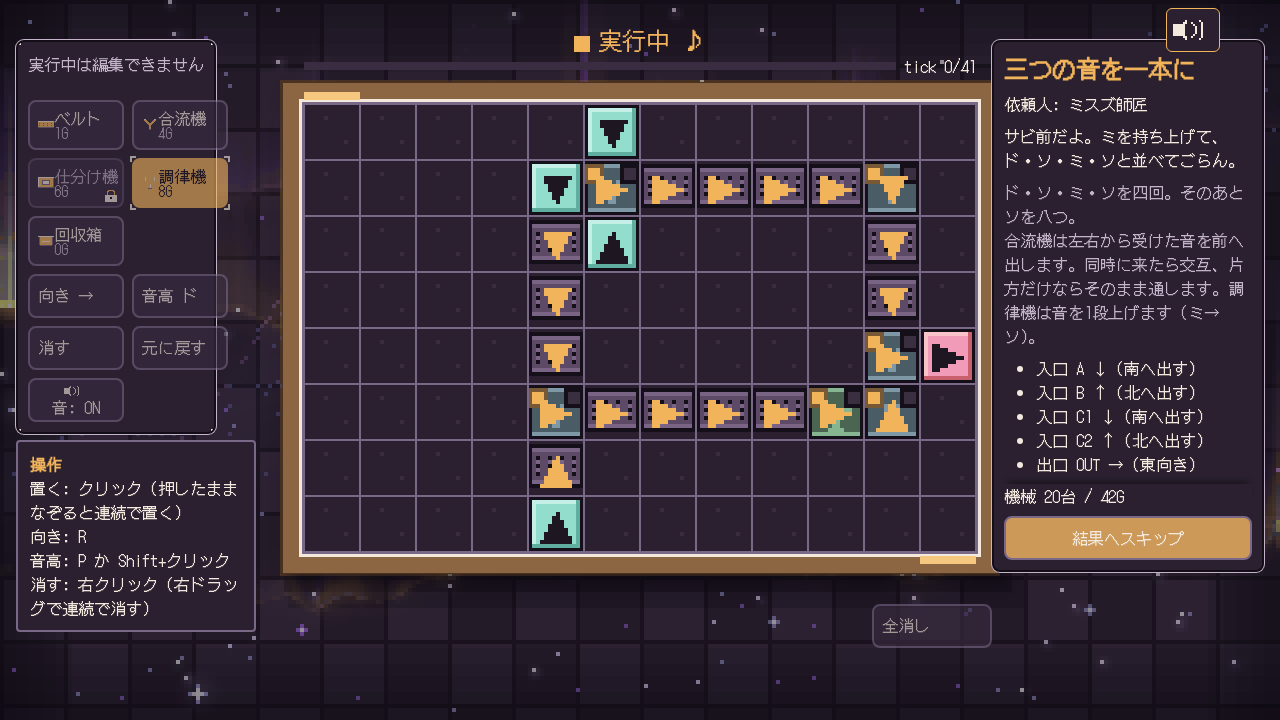 実行中は編集できません
ベルト
1G
合流機
4G
仕分け機
6G
調律機
8G
回収箱
0G
向き →
音高 ド
消す
元に戻す
音: ON
操作
置く: クリック (押したまま
なぞると連続で置く)
向き: R
音高: P か Shift+クリック
消す: 右クリック (右ドラッ
グで連続で消す)
実行中 ♪
tick 0/41
全消し
三つの音を一本に
依頼人: ミスズ師匠
サビ前だよ。ミを持ち上げて、
ド・ソ・ミ・ソと並べてごらん。
ド・ソ・ミ・ソを四回。そのあと
ソを八つ。
合流機は左右から受けた音を前へ
出します。同時に来たら交互、片
方だけならそのまま通します。調
律機は音を1段上げます (ミ→
ソ)。
• 入口 A ↓ (南へ出す)
• 入口 B ↑ (北へ出す)
• 入口 C1 ↓ (南へ出す)
• 入口 C2 ↑ (北へ出す)
• 出口 OUT → (東向き)
機械 20台 / 42G
結果へスキップ